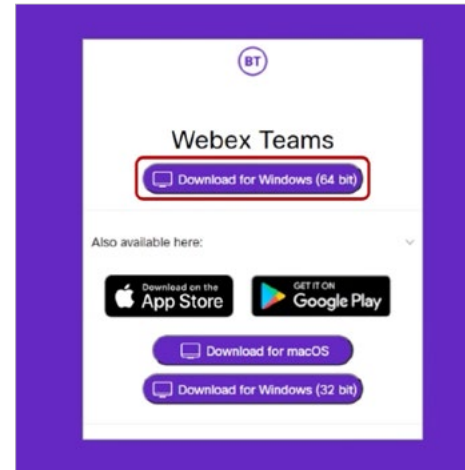 BT
Webex Teams
Download for Windows (64 bit)
Also available here:
Download on the
App Store
GET IT ON
Google Play
Download for macOS
Download for Windows (32 bit)